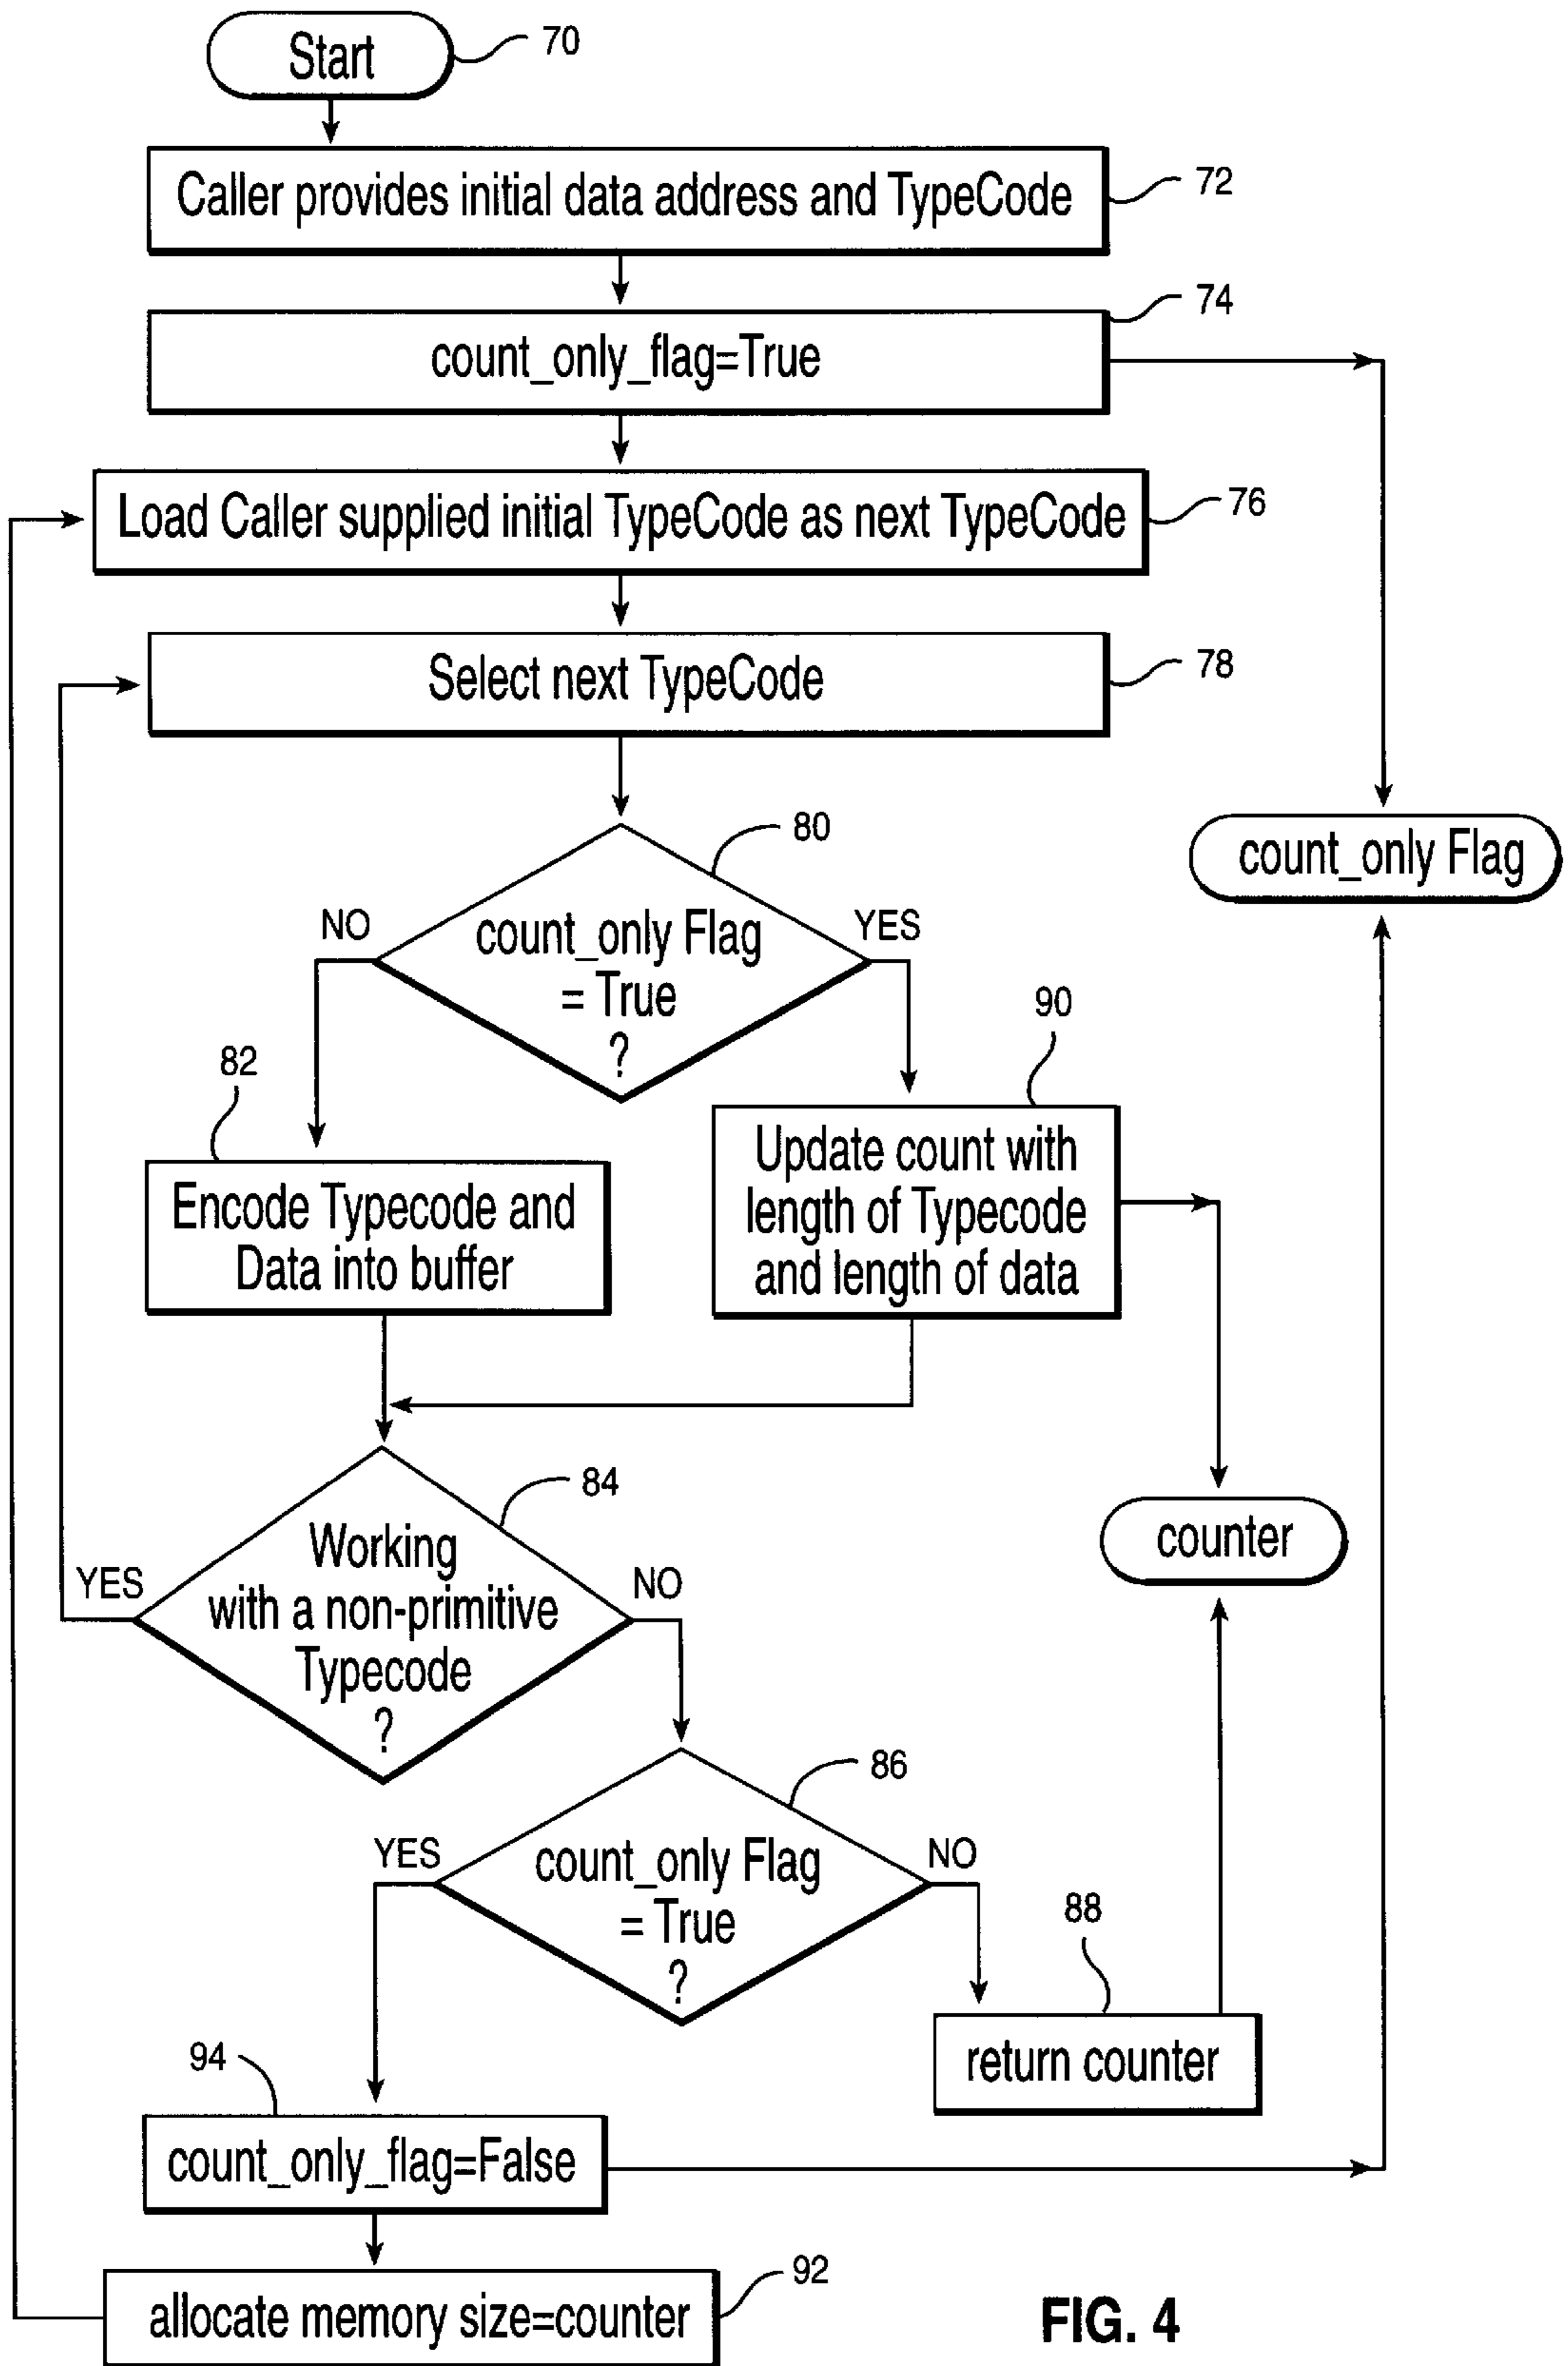 Start
70
Caller provides initial data address and TypeCode
72
74
count_only_flag=True
Load Caller supplied initial TypeCode as next TypeCode
76
Select next TypeCode
78
80
count_only Flag
NO
YES
count_only Flag
= True
?
90
82
Update count with
length of Typecode
and length of data
Encode Typecode and
Data into buffer
84
counter
Working
with a non-primitive
Typecode
?
YES
NO
86
YES
NO
count_only Flag
= True
?
88
return counter
94
count_only_flag=False
92
allocate memory size=counter
FIG. 4